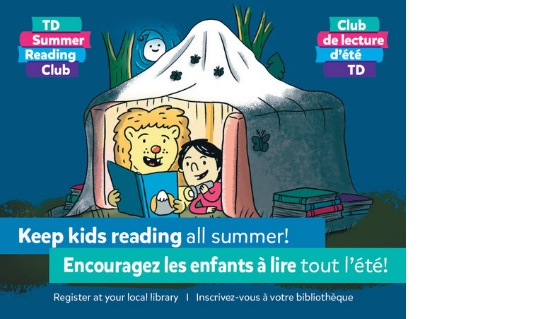 TD
Summer
Reading
Club
Club
de lecture
d'été
TD
Keep kids reading all summer!
Encouragez les enfants à lire tout l'été!
Register at your local library | Inscrivez-vous à votre bibliothèque